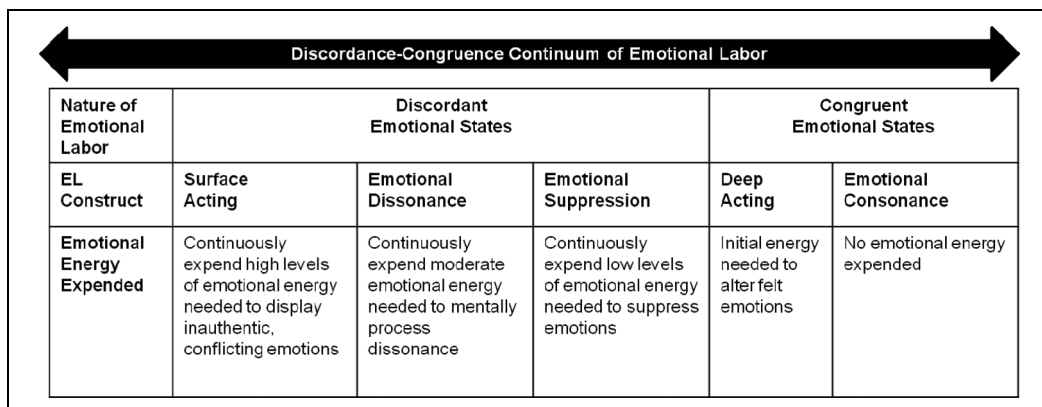 Discordance-Congruence Continuum of Emotional Labor
Nature of
Emotional
Labor
Discordant
Emotional States
Congruent
Emotional States
EL
Construct
Surface
Acting
Emotional
Dissonance
Emotional
Suppression
Deep
Acting
Emotional
Consonance
Emotional
Energy
Expended
Continuously
expend high levels
of emotional energy
needed to display
inauthentic,
conflicting emotions
Continuously
expend moderate
emotional energy
needed to mentally
process
dissonance
Continuously
expend low levels
of emotional energy
needed to suppress
emotions
Initial energy
needed to
alter felt
emotions
No emotional energy
expended